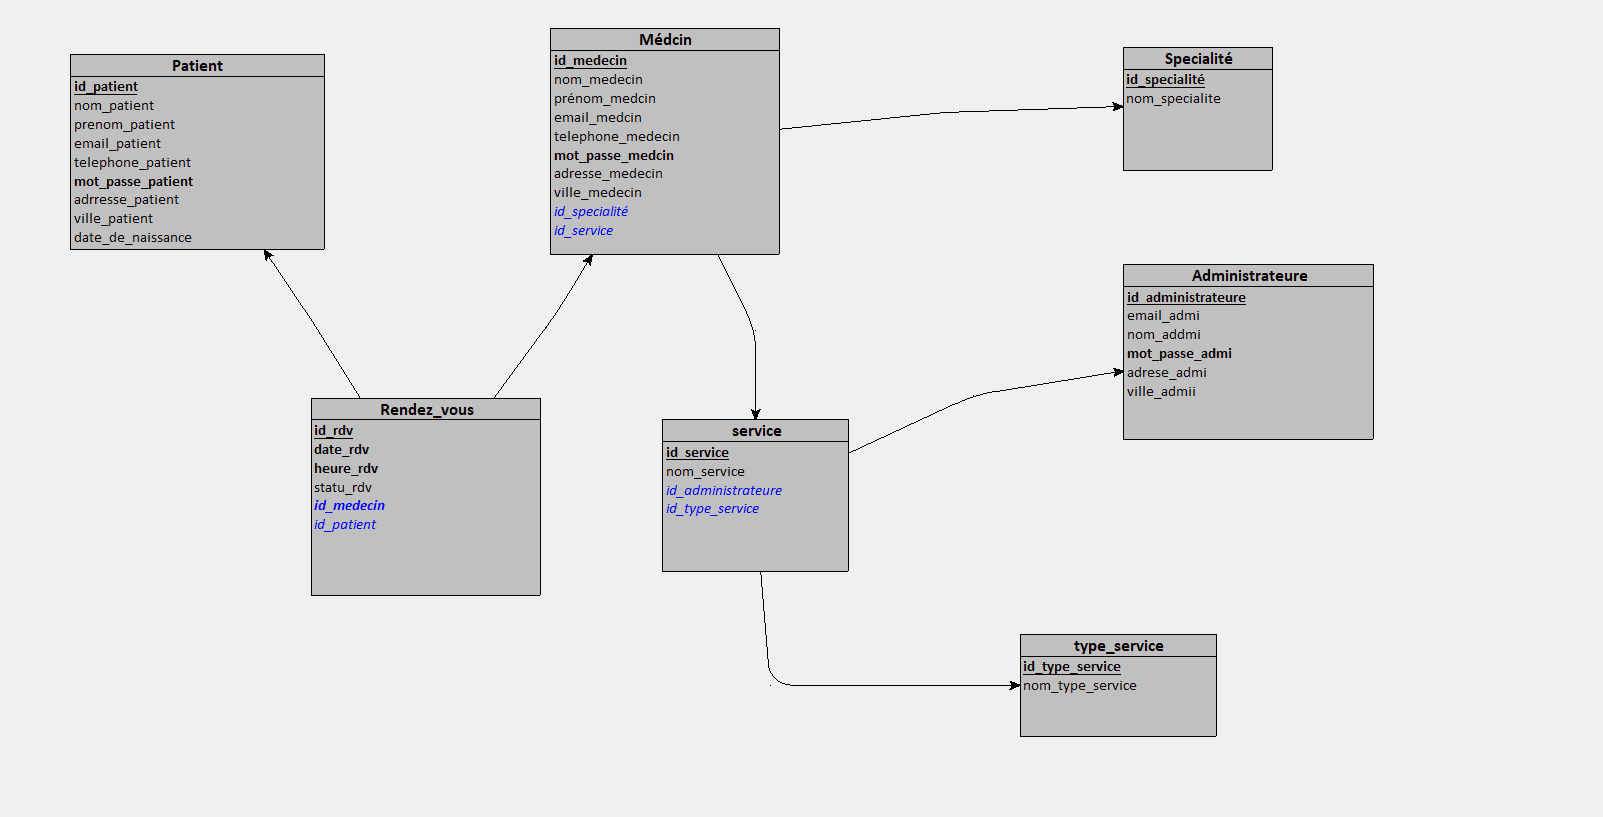 Patient
id_patient
nom_patient
prenom_patient
email_patient
telephone_patient
mot_passe_patient
adrresse_patient
ville_patient
date_de_naissance
Médcin
id_medecin
nom_medecin
prénom_medcin
email_medcin
telephone_medecin
mot_passe_medcin
adresse_medecin
ville_medecin
id_specialité
id_service
Specialité
id_specialité
nom_specialite
Administrateure
id_administrateure
email_admi
nom_addmi
mot_passe_admi
adrese_admi
ville_admii
Rendez_vous
id_rdv
date_rdv
heure_rdv
statu_rdv
id_medecin
id_patient
service
id_service
nom_service
id_administrateure
id_type_service
type_service
id_type_service
nom_type_service